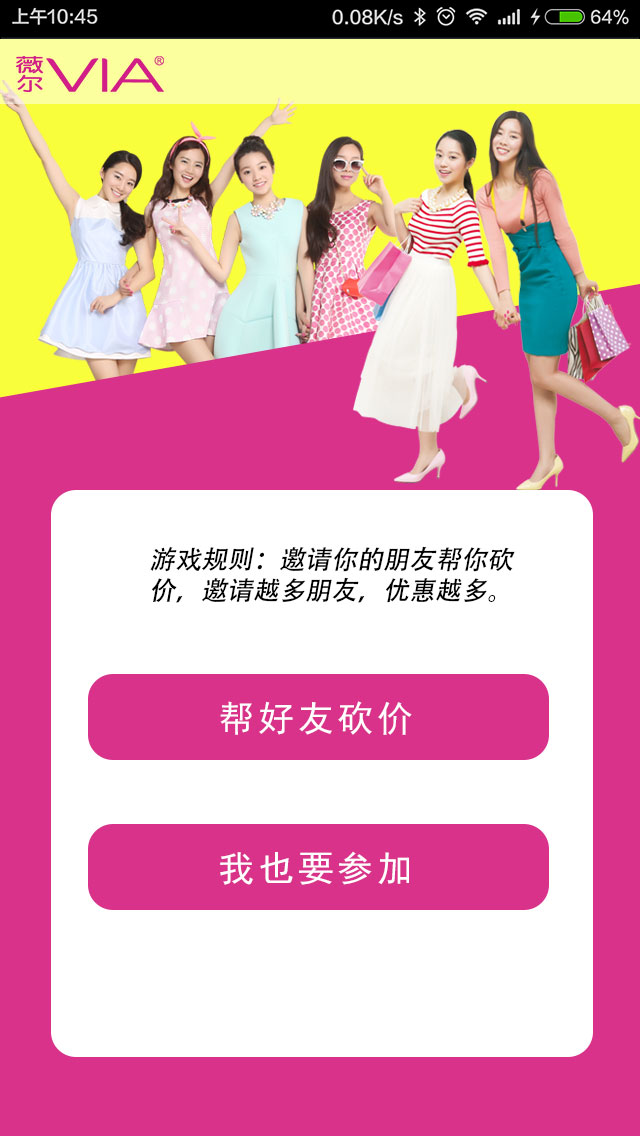 上午10:45
0.08K/s
64%
薇尔 VIA®
游戏规则：邀请你的朋友帮你砍
价，邀请越多朋友，优惠越多。
帮好友砍价
我也要参加